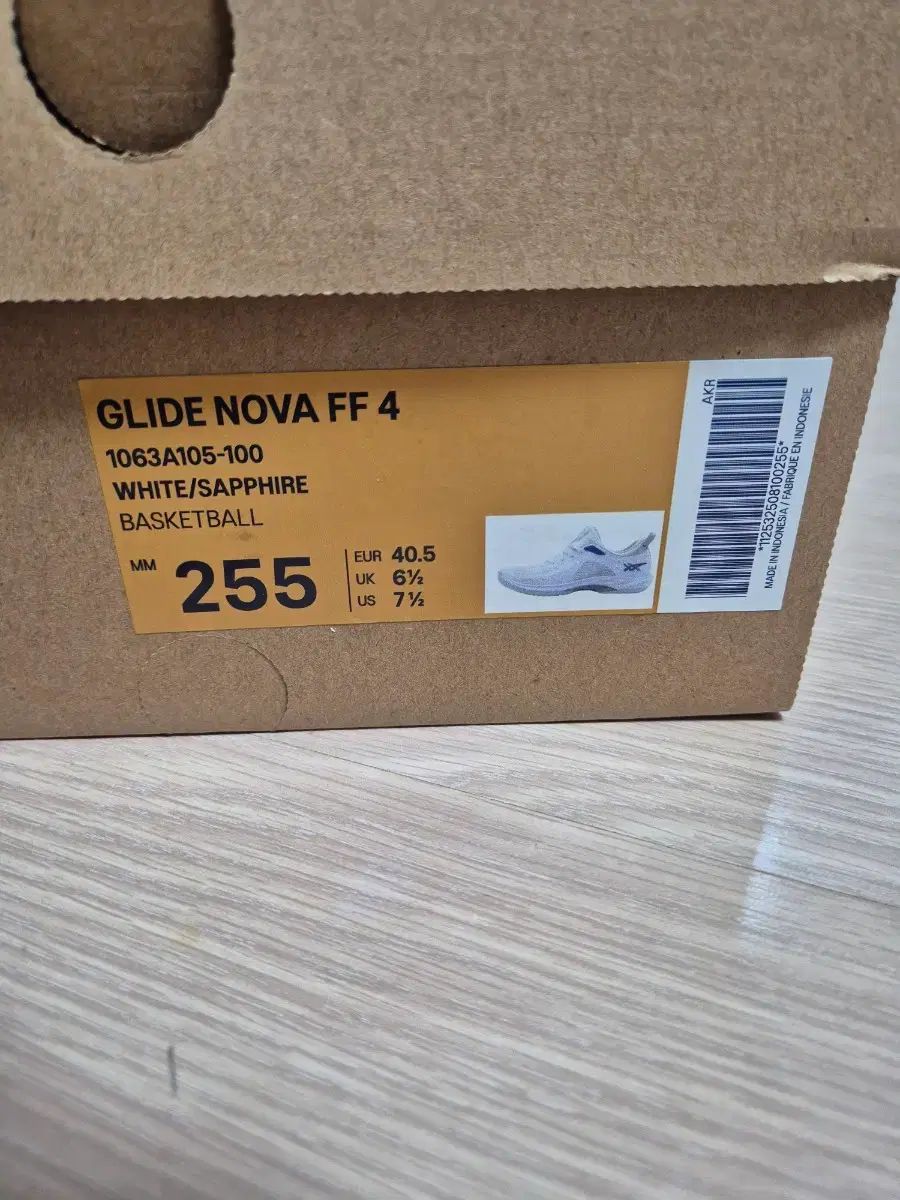 GLIDE NOVA FF 4
1063A105-100
WHITE/SAPPHIRE
BASKETBALL
MM 255
EUR 40.5
UK 6½
US 7½
AKR
*112532508100255*
MADE IN INDONESIA / FABRIQUE EN INDONESIE